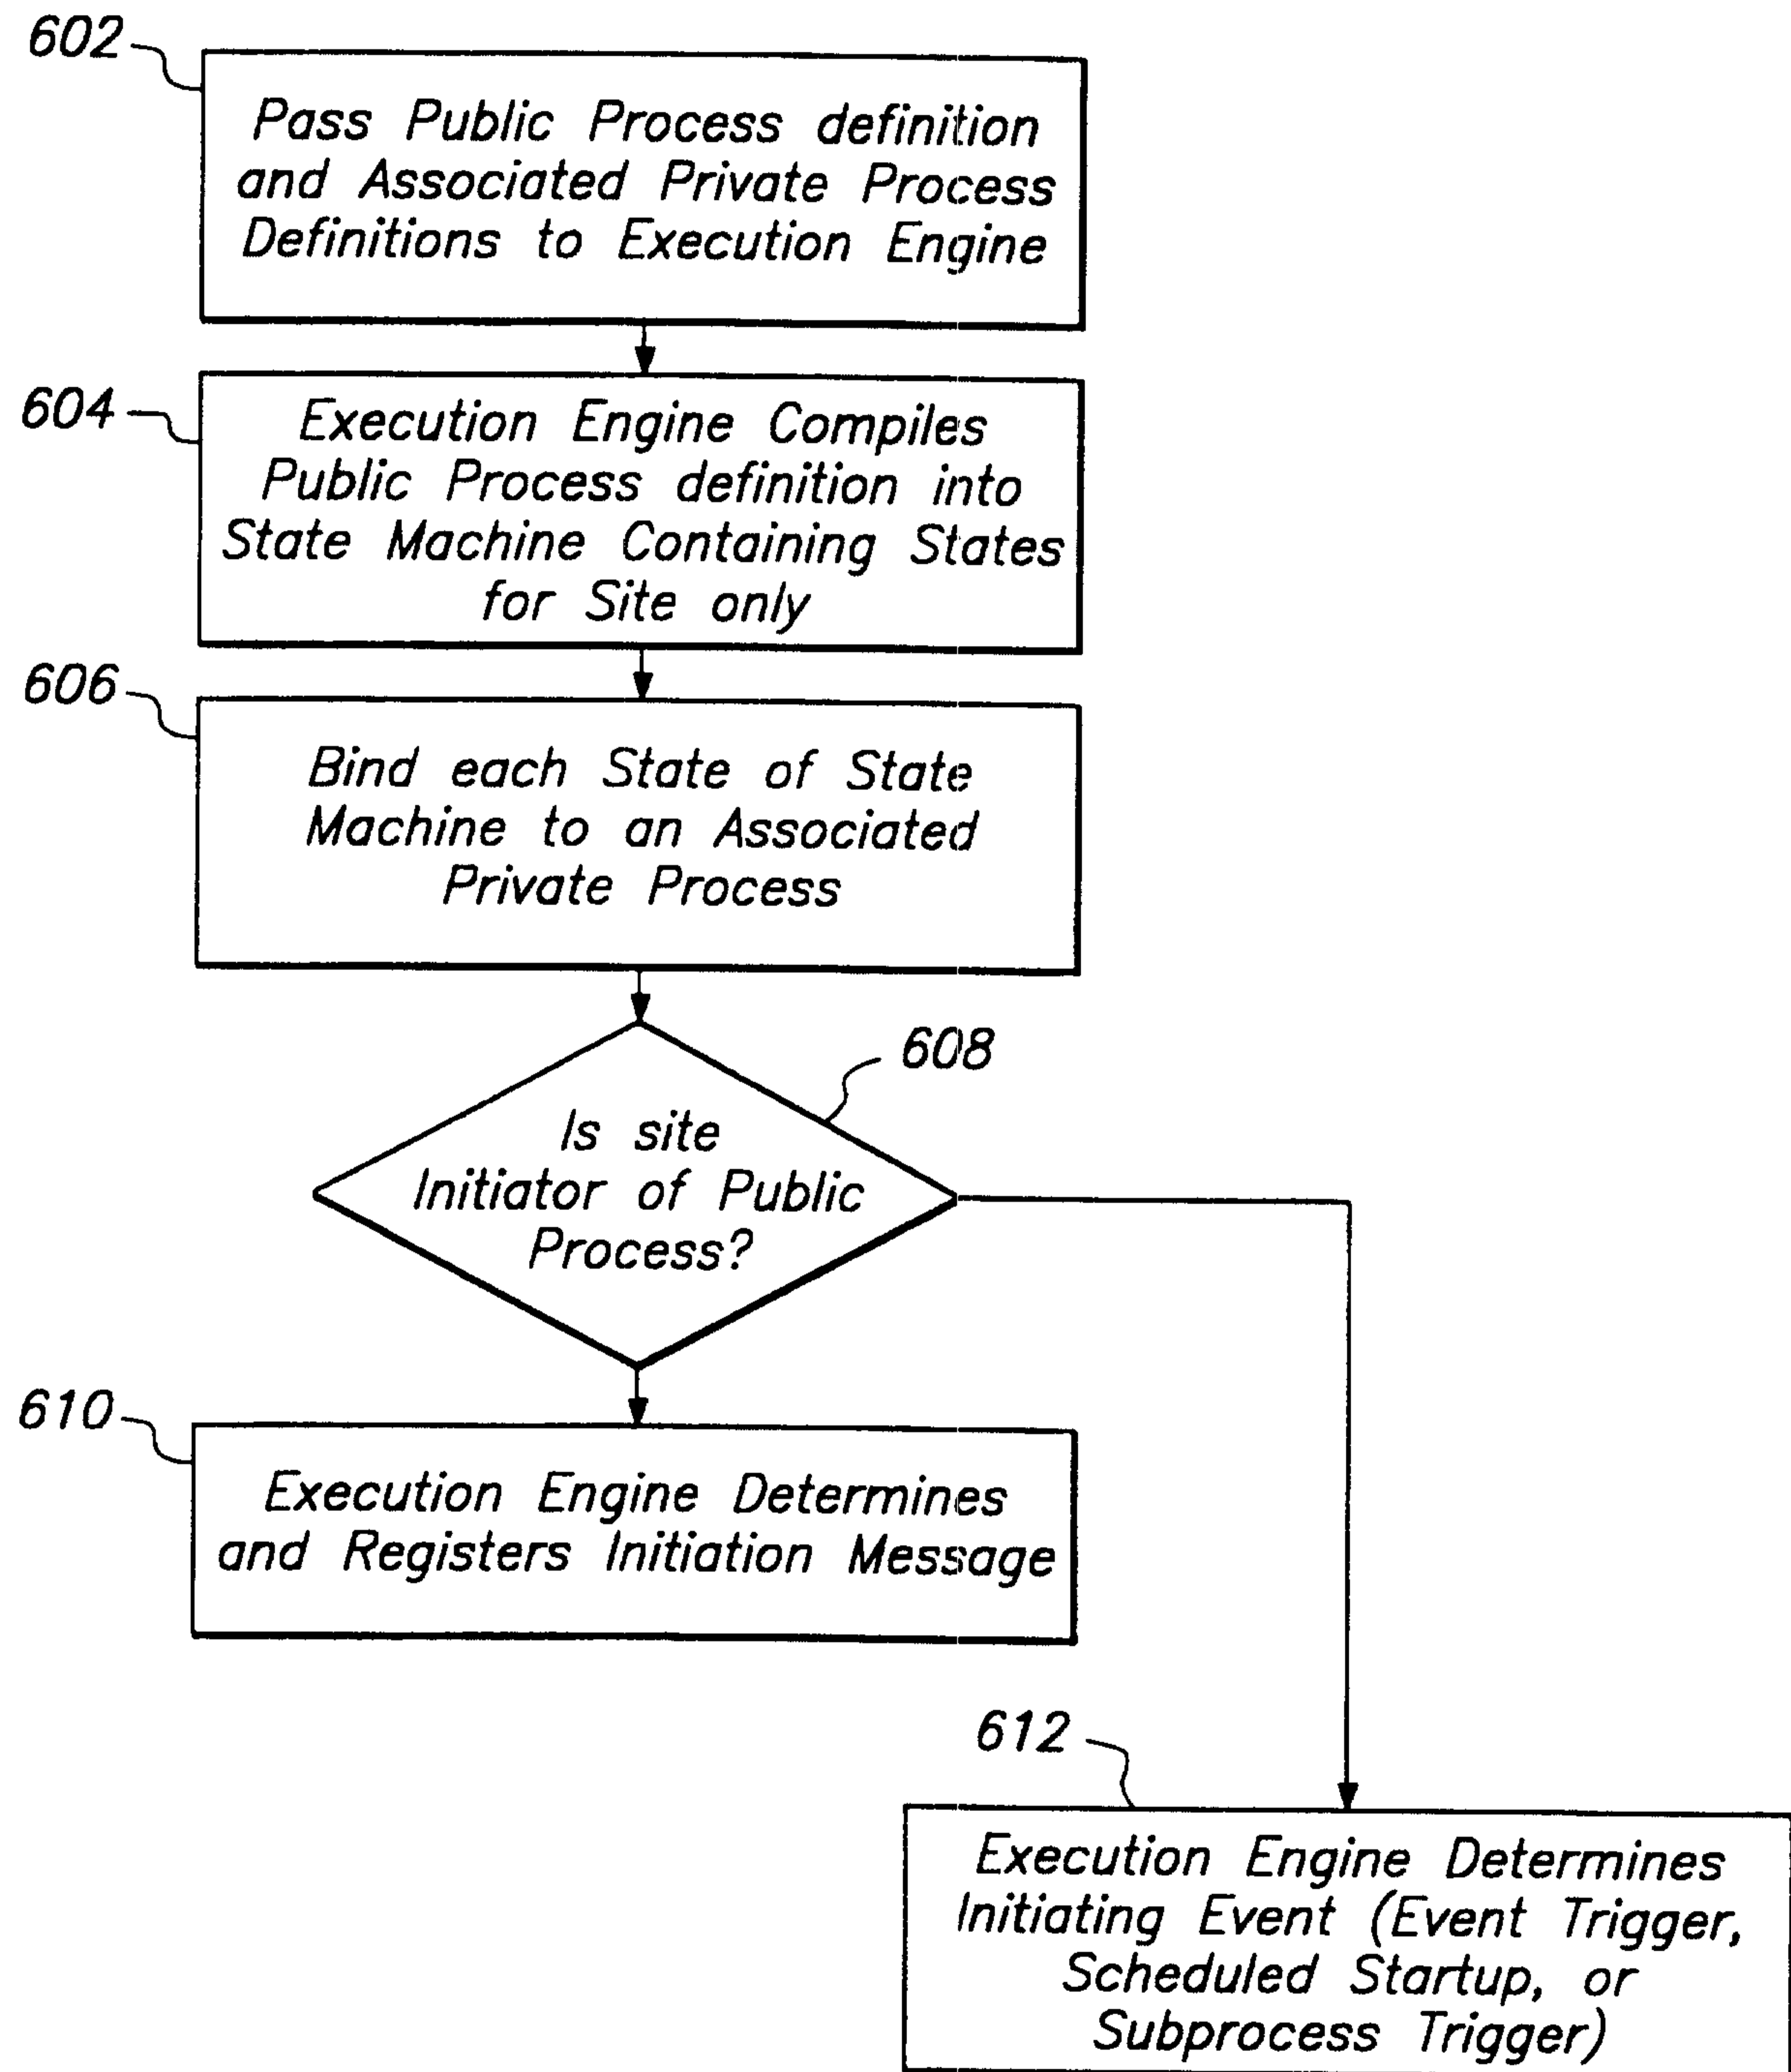 602
Pass Public Process definition
and Associated Private Process
Definitions to Execution Engine
604
Execution Engine Compiles
Public Process definition into
State Machine Containing States
for Site only
606
Bind each State of State
Machine to an Associated
Private Process
608
Is site
Initiator of Public
Process?
610
Execution Engine Determines
and Registers Initiation Message
612
Execution Engine Determines
Initiating Event (Event Trigger,
Scheduled Startup, or
Subprocess Trigger)